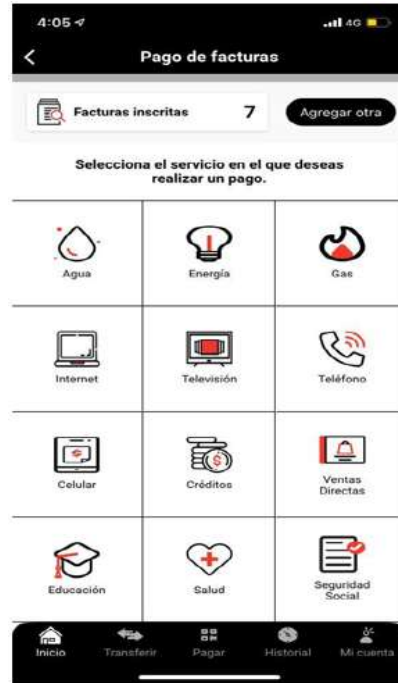 4:05 4G
Pago de facturas
Facturas inscritas 7 Agregar otra
Selecciona el servicio en el que deseas
realizar un pago.
Agua Energía Gas
Internet Televisión Teléfono
Celular Créditos Ventas
Directas
Educación Salud Seguridad
Social
Inicio Transferir Pagar Historial Mi cuenta